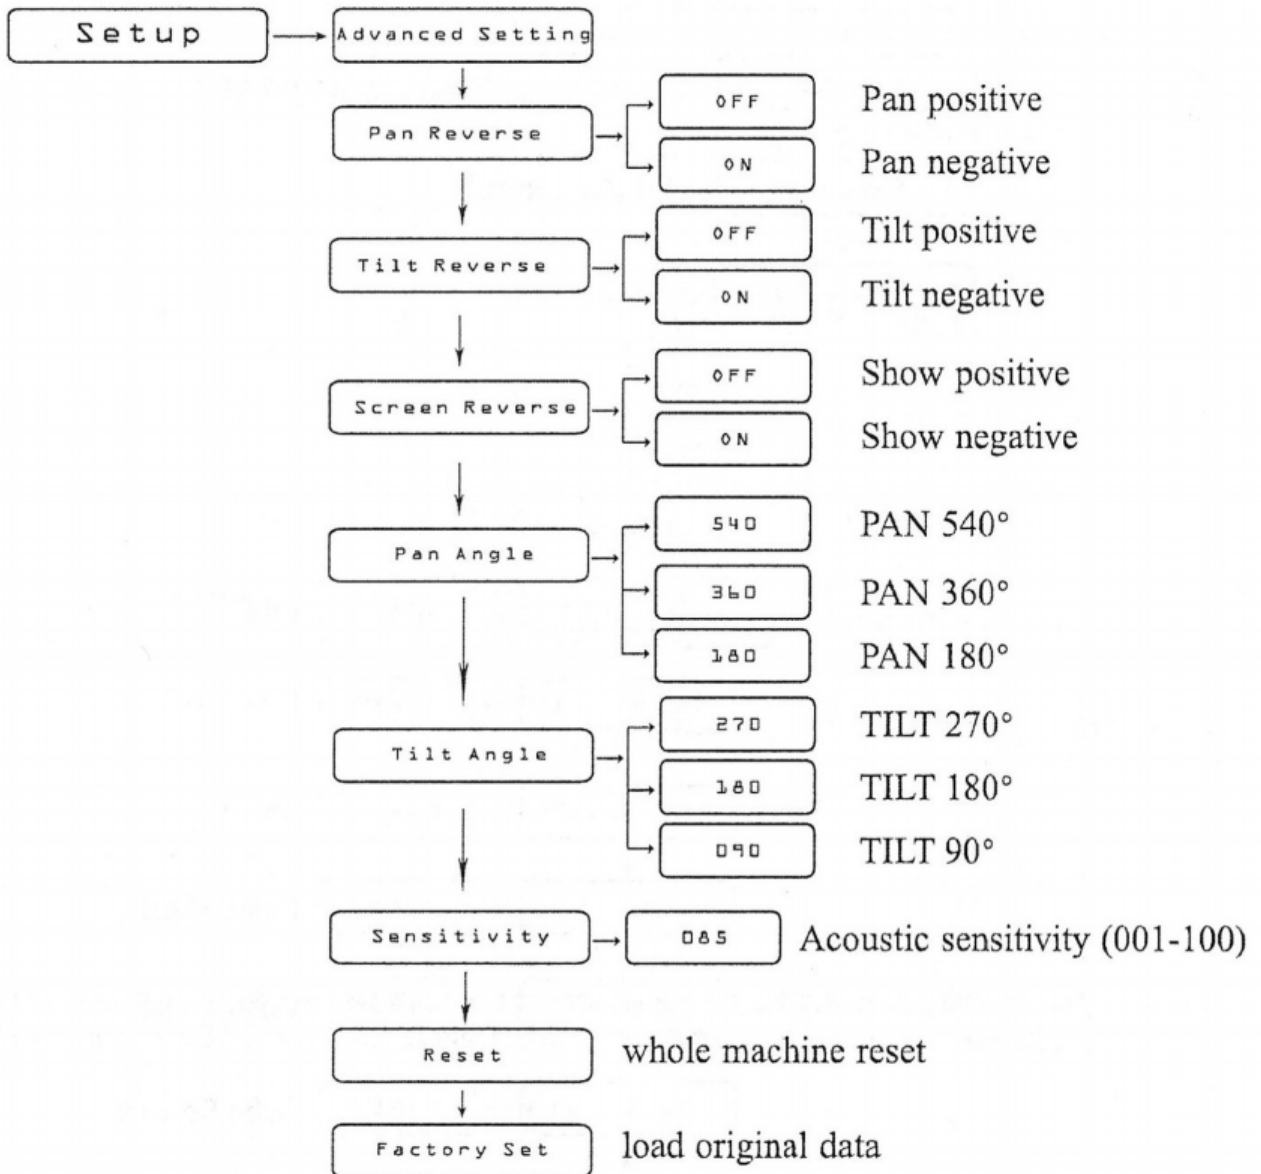 Setup
Advanced Setting
Pan Reverse
OFF Pan positive
ON Pan negative
Tilt Reverse
OFF Tilt positive
ON Tilt negative
Screen Reverse
OFF Show positive
ON Show negative
Pan Angle
540 PAN 540°
360 PAN 360°
180 PAN 180°
Tilt Angle
270 TILT 270°
180 TILT 180°
090 TILT 90°
Sensitivity
085 Acoustic sensitivity (001-100)
Reset whole machine reset
Factory Set load original data